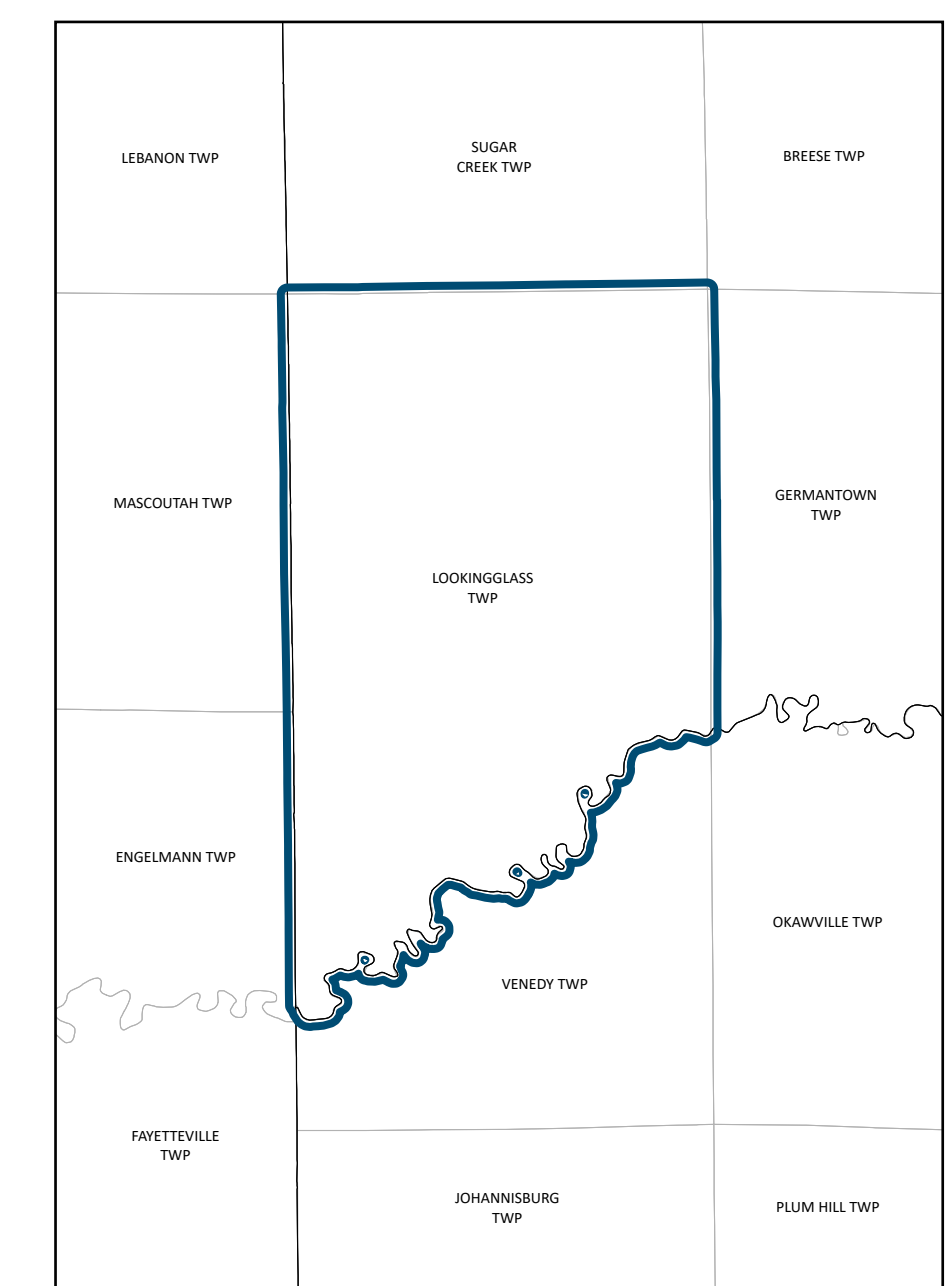 LEBANON TWP
SUGAR
CREEK TWP
BREESE TWP
MASCOUTAH TWP
GERMANTOWN
TWP
LOOKINGGLASS
TWP
ENGELMANN TWP
OKAWVILLE TWP
VENEDY TWP
FAYETTEVILLE
TWP
JOHANNISBURG
TWP
PLUM HILL TWP